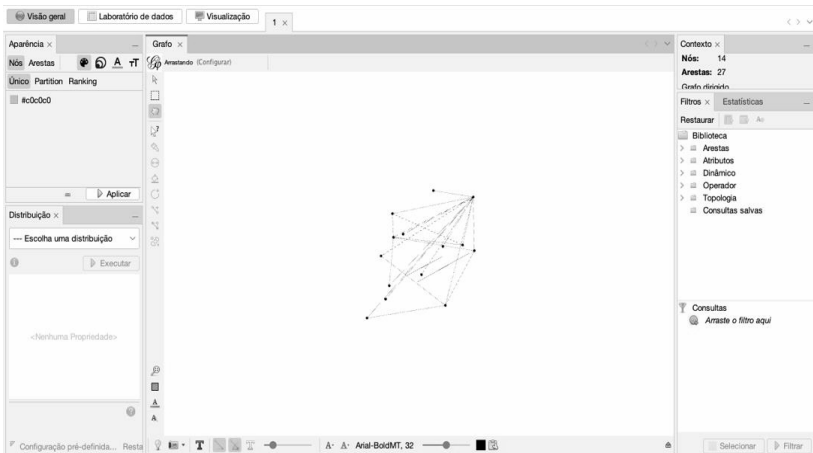 Visão geral
Laboratório de dados
Visualização
1 ×
Aparência ×
Nós Arestas
Único Partition Ranking
#c0c0c0
Aplicar
Distribuição ×
--- Escolha uma distribuição
Executar
<Nenhuma Propriedade>
Configuração pré-definida... Resta
Grafo ×
Arrastando (Configurar)
Arial-BoldMT, 32
Contexto ×
Nós: 14
Arestas: 27
Grafo dirigido
Filtros × Estatísticas
Restaurar
Biblioteca
Arestas
Atributos
Dinâmico
Operador
Topologia
Consultas salvas
Consultas
Arraste o filtro aqui
Selecionar Filtrar